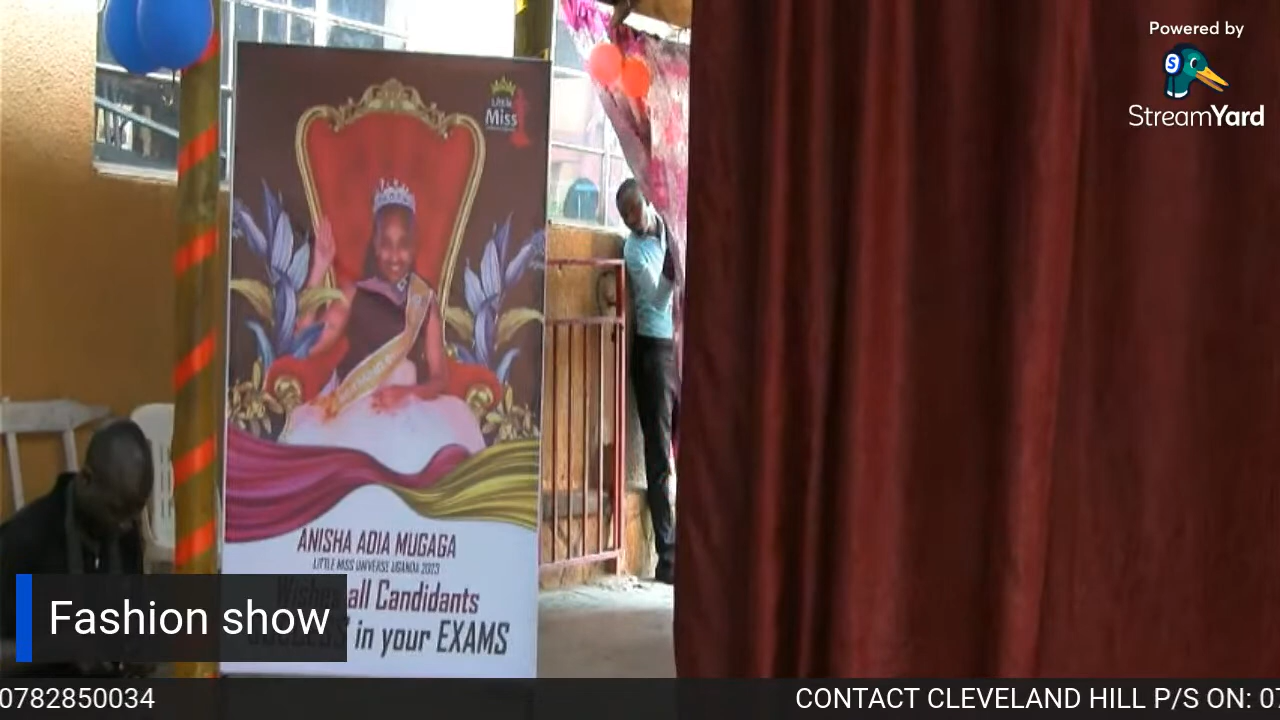 Powered by
StreamYard
Little
Miss
ANISHA ADIA MUGAGA
LITTLE MISS UNIVERSE UGANDA 2023
Wishes all Candidants
in your EXAMS
Fashion show
0782850034
CONTACT CLEVELAND HILL P/S ON: 07